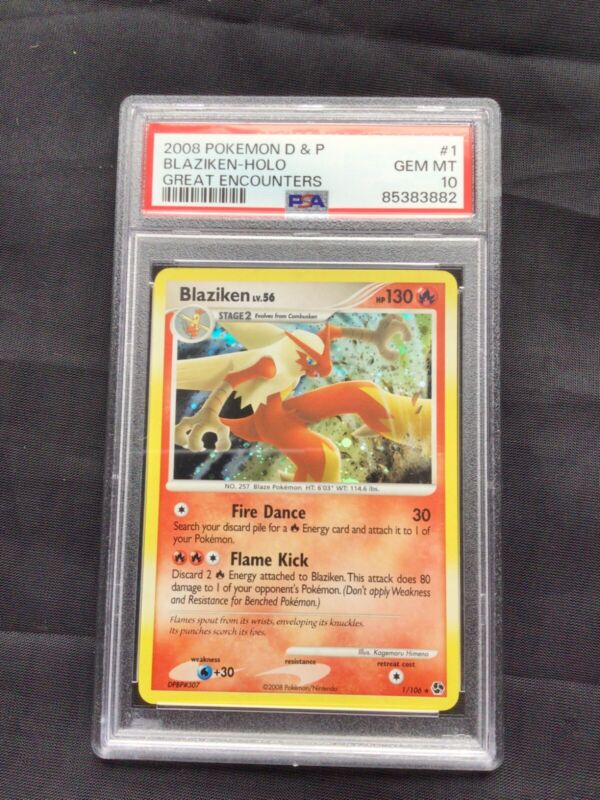 2008 POKEMON D & P #1
BLAZIKEN-HOLO GEM MT
GREAT ENCOUNTERS 10
PSA 85383882
Blaziken LV.56 HP 130
STAGE 2 Evolves from Combusken
NO. 257 Blaze Pokémon HT: 6'03" WT: 114.6 lbs.
Fire Dance 30
Search your discard pile for a Energy card and attach it to 1 of
your Pokémon.
Flame Kick
Discard 2 Energy attached to Blaziken. This attack does 80
damage to 1 of your opponent's Pokémon. (Don't apply Weakness
and Resistance for Benched Pokémon.)
Flames spout from its wrists, enveloping its knuckles.
Its punches scorch its foes.
Illus. Kagemaru Himeno
weakness resistance retreat cost
+30
DPBP#307 ©2008 Pokémon/Nintendo 1/106 ★